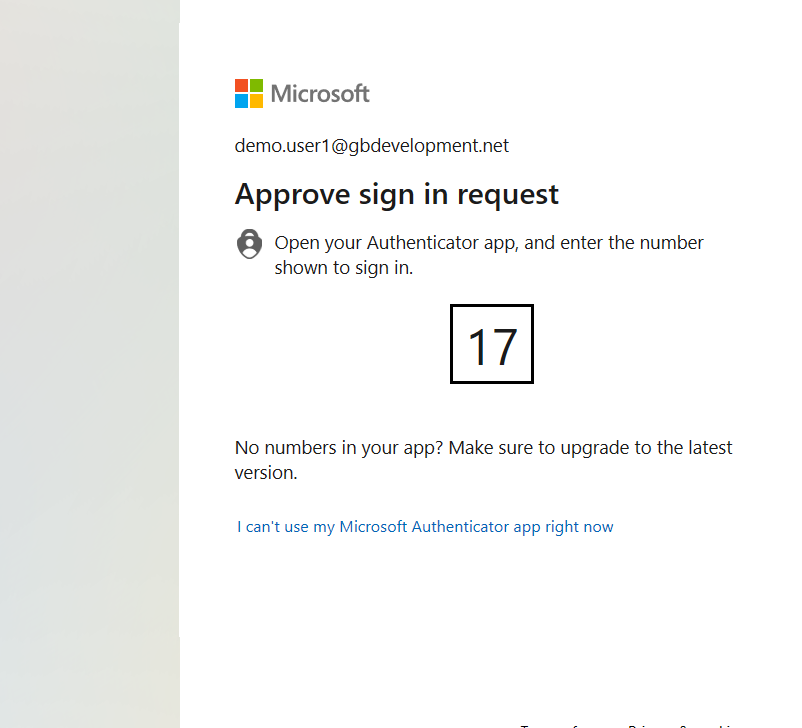 Microsoft
demo.user1@gbdevelopment.net
Approve sign in request
Open your Authenticator app, and enter the number
shown to sign in.
17
No numbers in your app? Make sure to upgrade to the latest
version.
I can't use my Microsoft Authenticator app right now